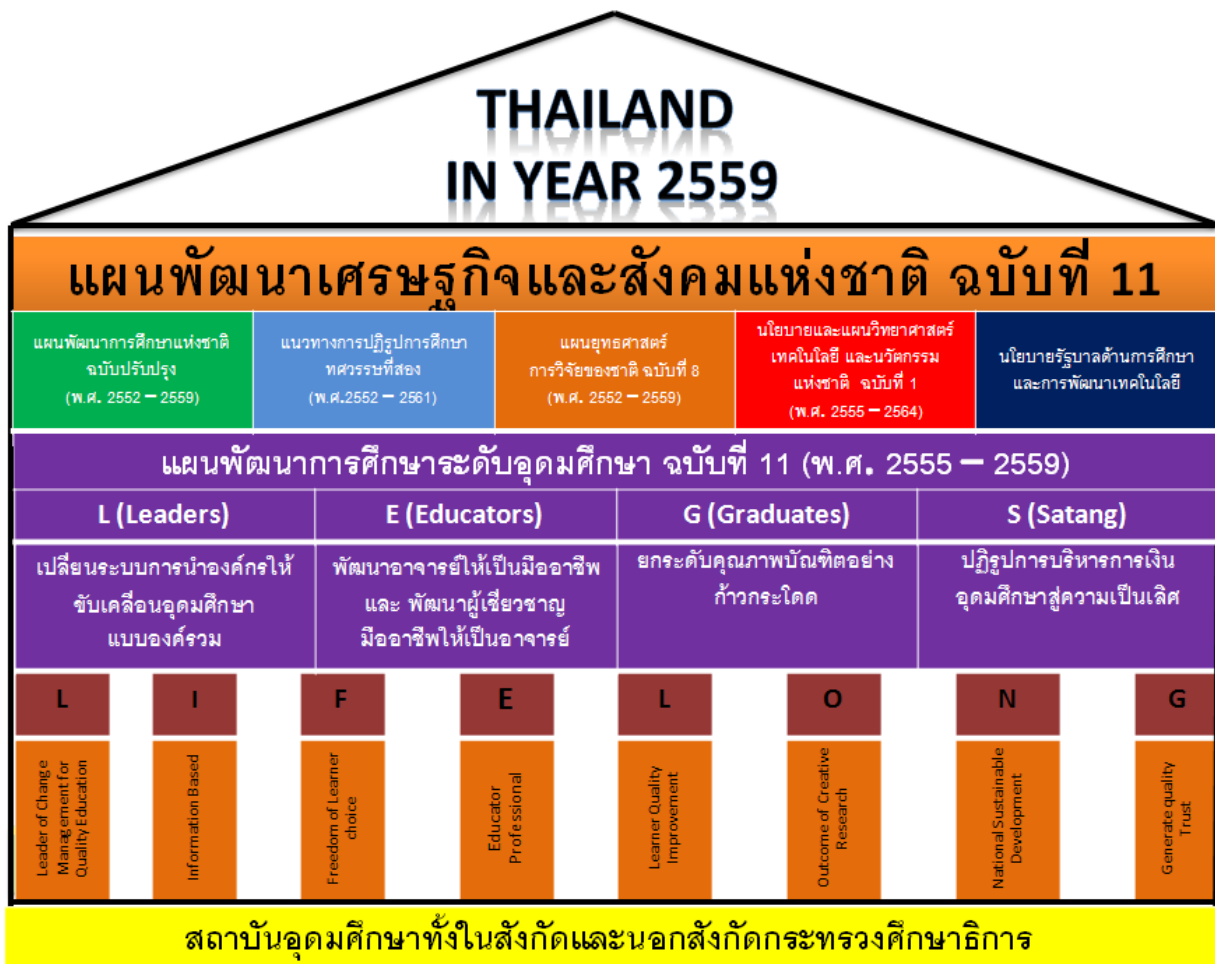 THAILAND
IN YEAR 2559
แผนพัฒนาเศรษฐกิจและสังคมแห่งชาติ ฉบับที่ 11
แผนพัฒนาการศึกษาแห่งชาติ
ฉบับปรับปรุง
(พ.ศ. 2552 – 2559)
แนวทางการปฏิรูปการศึกษา
ทศวรรษที่สอง
(พ.ศ.2552 – 2561)
แผนยุทธศาสตร์
การวิจัยของชาติ ฉบับที่ 8
(พ.ศ. 2552 – 2559)
นโยบายและแผนวิทยาศาสตร์
เทคโนโลยี และนวัตกรรม
แห่งชาติ ฉบับที่ 1
(พ.ศ. 2555 – 2564)
นโยบายรัฐบาลด้านการศึกษา
และการพัฒนาเทคโนโลยี
แผนพัฒนาการศึกษาระดับอุดมศึกษา ฉบับที่ 11 (พ.ศ. 2555 – 2559)
L (Leaders)
E (Educators)
G (Graduates)
S (Satang)
เปลี่ยนระบบการนำองค์กรให้
ขับเคลื่อนอุดมศึกษา
แบบองค์รวม
พัฒนาอาจารย์ให้เป็นมืออาชีพ
และ พัฒนาผู้เชี่ยวชาญ
มืออาชีพให้เป็นอาจารย์
ยกระดับคุณภาพบัณฑิตอย่าง
ก้าวกระโดด
ปฏิรูปการบริหารการเงิน
อุดมศึกษาสู่ความเป็นเลิศ
L
I
F
E
L
O
N
G
Leader of Change
Management for
Quality Education
Information Based
Freedom of Learner
choice
Educator
Professional
Learner Quality
Improvement
Outcome of Creative
Research
National Sustainable
Development
Generate quality
Trust
สถาบันอุดมศึกษาทั้งในสังกัดและนอกสังกัดกระทรวงศึกษาธิการ